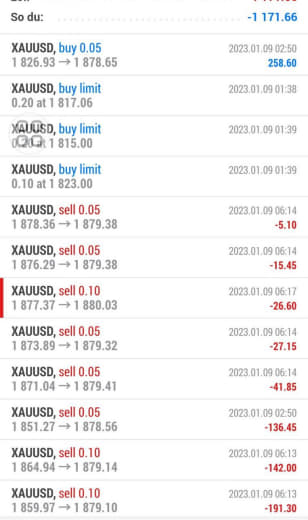 So du: -1 171.66
XAUUSD, buy 0.05 2023.01.09 02:50
1 826.93 → 1 878.65 258.60
XAUUSD, buy limit 2023.01.09 01:38
0.20 at 1 817.06
XAUUSD, buy limit 2023.01.09 01:39
0.20 at 1 815.00
XAUUSD, buy limit 2023.01.09 01:39
0.10 at 1 823.00
XAUUSD, sell 0.05 2023.01.09 06:14
1 878.36 → 1 879.38 -5.10
XAUUSD, sell 0.05 2023.01.09 06:14
1 876.29 → 1 879.38 -15.45
XAUUSD, sell 0.10 2023.01.09 06:17
1 877.37 → 1 880.03 -26.60
XAUUSD, sell 0.05 2023.01.09 06:14
1 873.89 → 1 879.32 -27.15
XAUUSD, sell 0.05 2023.01.09 06:14
1 871.04 → 1 879.41 -41.85
XAUUSD, sell 0.05 2023.01.09 02:50
1 851.27 → 1 878.56 -136.45
XAUUSD, sell 0.10 2023.01.09 06:13
1 864.94 → 1 879.14 -142.00
XAUUSD, sell 0.10 2023.01.09 06:13
1 859.97 → 1 879.10 -191.30